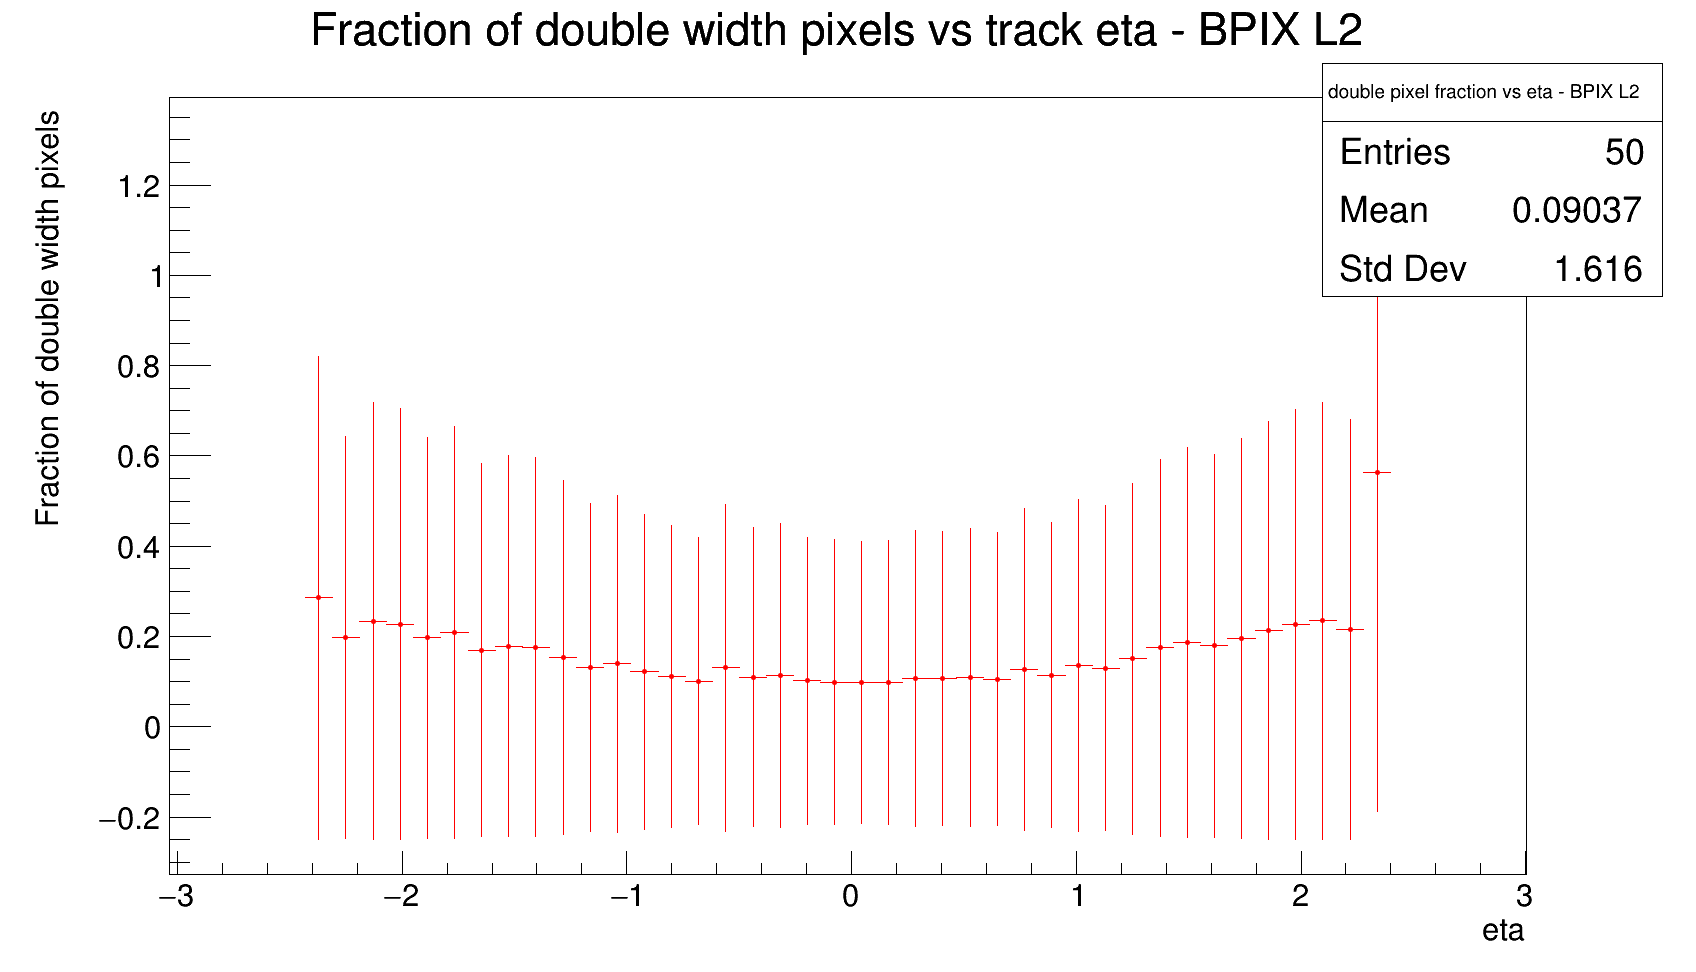 Fraction of double width pixels vs track eta - BPIX L2
double pixel fraction vs eta - BPIX L2
Entries 50
Mean 0.09037
Std Dev 1.616
Fraction of double width pixels
1.2
1
0.8
0.6
0.4
0.2
0
−0.2
−3 −2 −1 0 1 2 3
eta